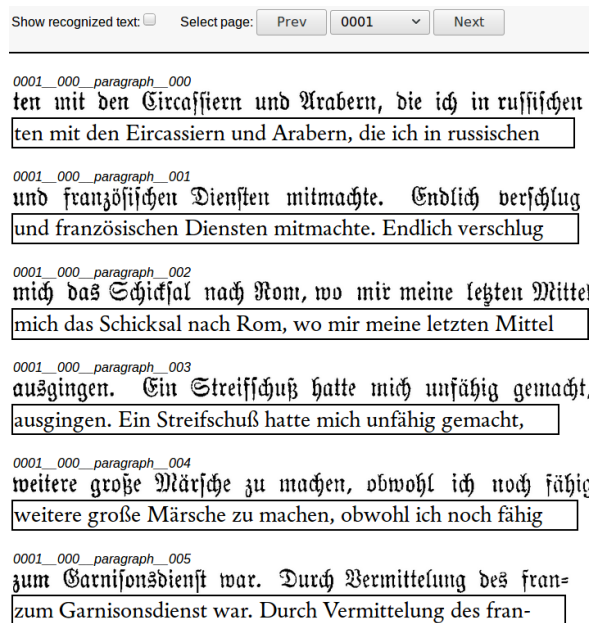 Show recognized text: Select page: Prev 0001 Next
0001__000__paragraph__000
ten mit den Circaſſiern und Arabern, die ich in ruſſiſchen
ten mit den Eircassiern und Arabern, die ich in russischen
0001__000__paragraph__001
und franzöſiſchen Dienſten mitmachte. Endlich verſchlug
und französischen Diensten mitmachte. Endlich verschlug
0001__000__paragraph__002
mich das Schickſal nach Rom, wo mir meine letzten Mittel
mich das Schicksal nach Rom, wo mir meine letzten Mittel
0001__000__paragraph__003
ausgingen. Ein Streifſchuß hatte mich unfähig gemacht,
ausgingen. Ein Streifschuß hatte mich unfähig gemacht,
0001__000__paragraph__004
weitere große Märſche zu machen, obwohl ich noch fähig
weitere große Märsche zu machen, obwohl ich noch fähig
0001__000__paragraph__005
zum Garniſonsdienſt war. Durch Vermittelung des fran⸗
zum Garnisonsdienst war. Durch Vermittelung des fran-